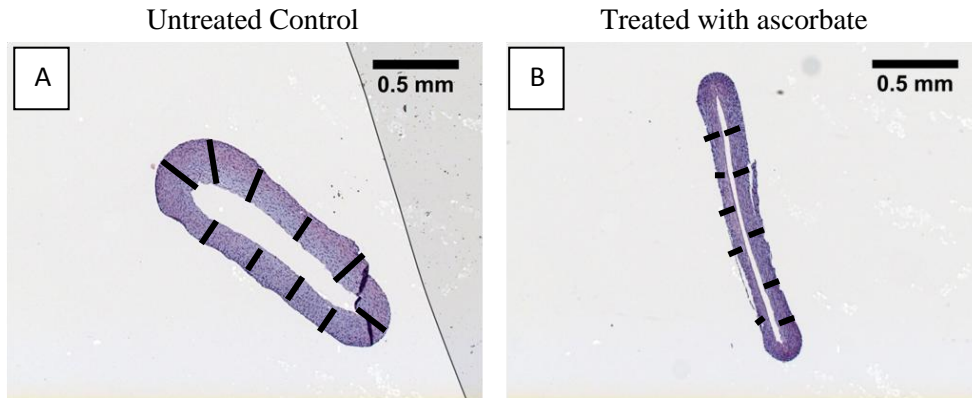 Untreated Control
Treated with ascorbate
A
0.5 mm
B
0.5 mm